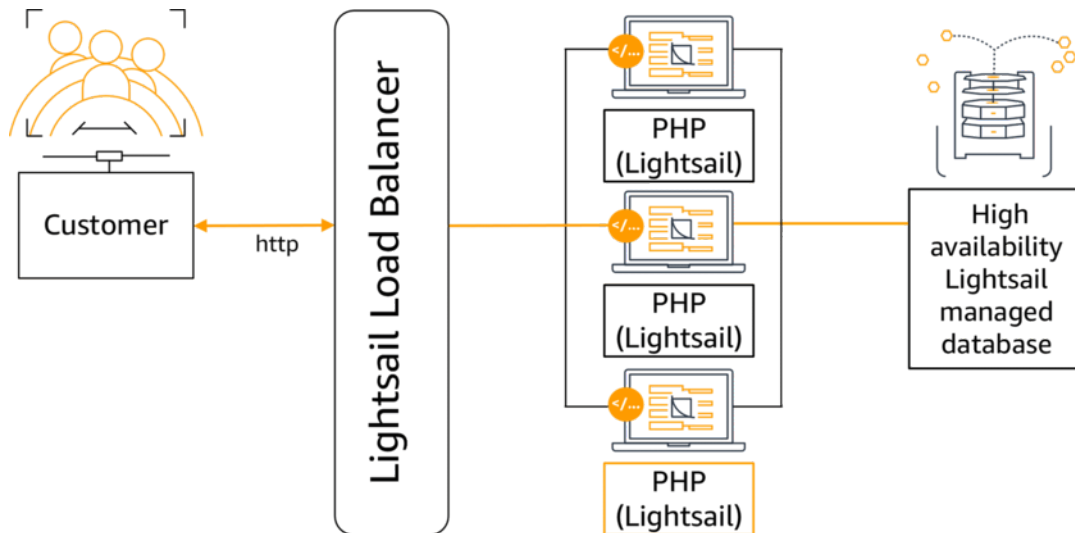 Customer
http
Lightsail Load Balancer
</...
PHP
(Lightsail)
</...
PHP
(Lightsail)
</...
PHP
(Lightsail)
High
availability
Lightsail
managed
database